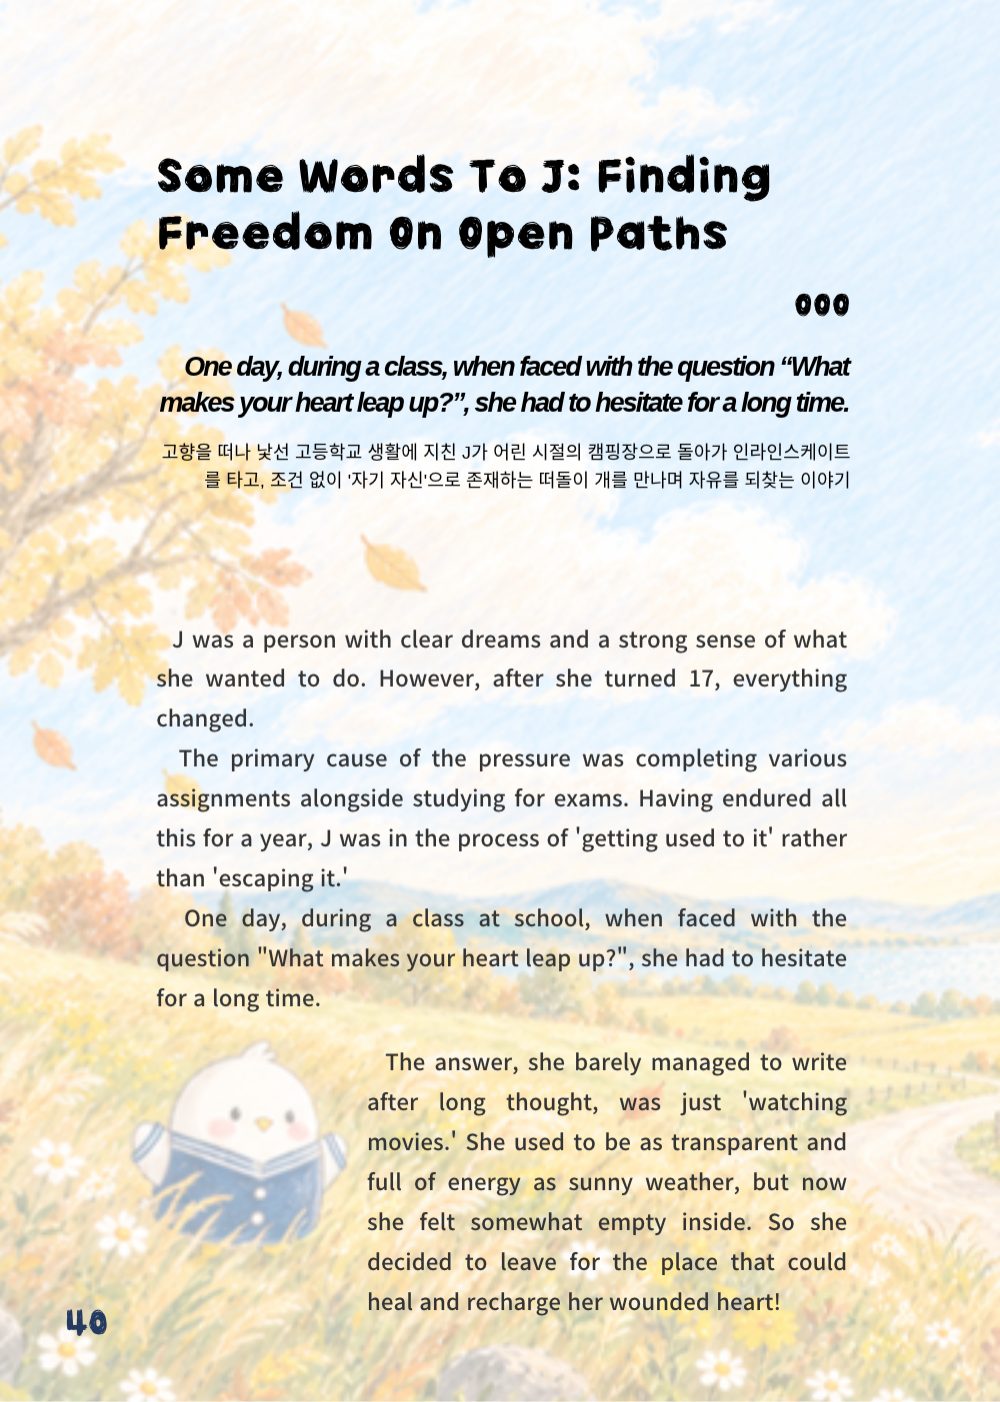 Some Words To J: Finding
Freedom On Open Paths
ooo
One day, during a class, when faced with the question “What
makes your heart leap up?”, she had to hesitate for a long time.
고향을 떠나 낯선 고등학교 생활에 지친 J가 어린 시절의 캠핑장으로 돌아가 인라인스케이트
를 타고, 조건 없이 '자기 자신'으로 존재하는 떠돌이 개를 만나며 자유를 되찾는 이야기
J was a person with clear dreams and a strong sense of what
she wanted to do. However, after she turned 17, everything
changed.
The primary cause of the pressure was completing various
assignments alongside studying for exams. Having endured all
this for a year, J was in the process of 'getting used to it' rather
than 'escaping it.'
One day, during a class at school, when faced with the
question "What makes your heart leap up?", she had to hesitate
for a long time.
The answer, she barely managed to write
after long thought, was just 'watching
movies.' She used to be as transparent and
full of energy as sunny weather, but now
she felt somewhat empty inside. So she
decided to leave for the place that could
heal and recharge her wounded heart!
40